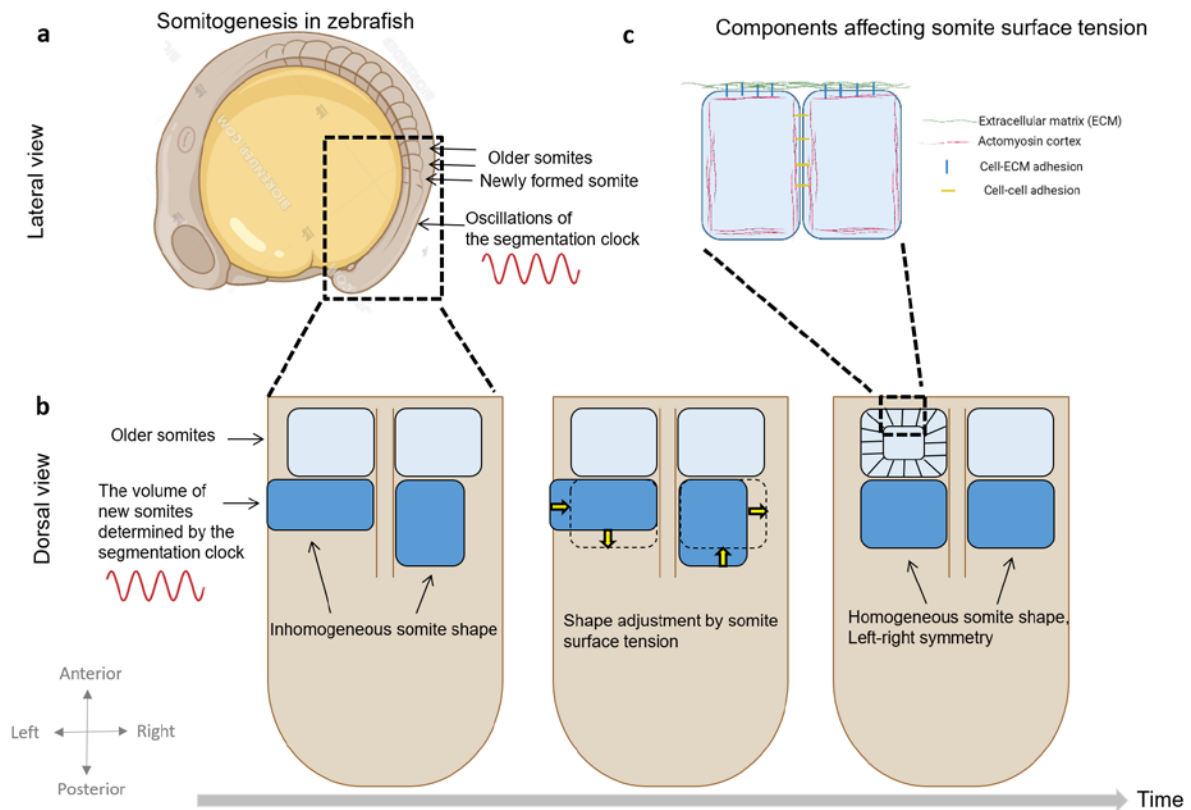 Somitogenesis in zebrafish
a
Lateral view
BIORENDER.COM
Older somites
Newly formed somite
Oscillations of
the segmentation clock
c
Components affecting somite surface tension
Extracellular matrix (ECM)
Actomyosin cortex
Cell-ECM adhesion
Cell-cell adhesion
b
Dorsal view
Older somites
The volume of
new somites
determined by the
segmentation clock
Inhomogeneous somite shape
Shape adjustment by somite
surface tension
Homogeneous somite shape,
Left-right symmetry
Anterior
Left
Right
Posterior
Time